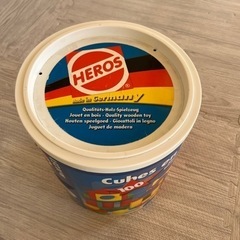 HEROS
made in Germany
Qualitäts-Holz-Spielzeug
Jouet en bois - Quality wooden toy
Houten speelgoed - Giocattoli in legno
Juguete de madera
Cubes
100